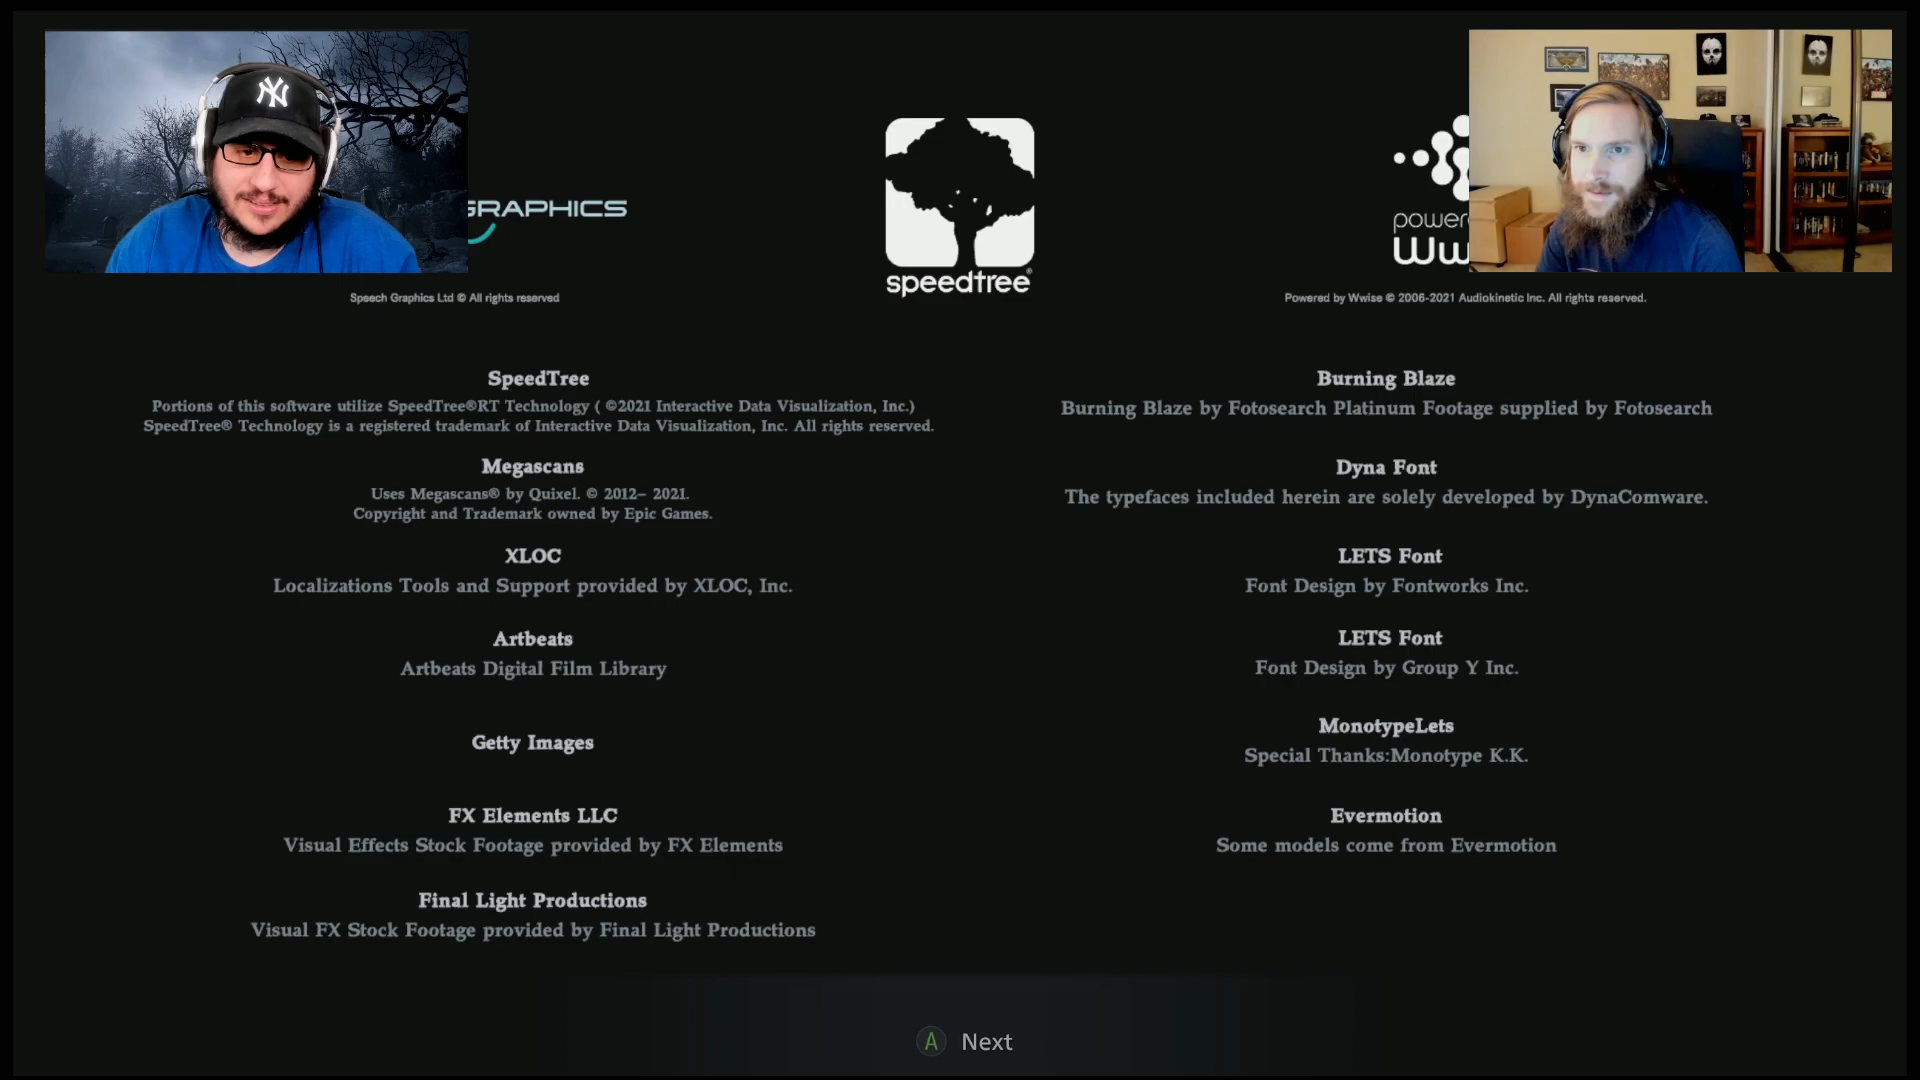 NY
GRAPHICS
speedtree®
power
Ww
Speech Graphics Ltd © All rights reserved
Powered by Wwise © 2006-2021 Audiokinetic Inc. All rights reserved.
SpeedTree
Portions of this software utilize SpeedTree®RT Technology ( ©2021 Interactive Data Visualization, Inc.)
SpeedTree® Technology is a registered trademark of Interactive Data Visualization, Inc. All rights reserved.
Megascans
Uses Megascans® by Quixel. © 2012– 2021.
Copyright and Trademark owned by Epic Games.
XLOC
Localizations Tools and Support provided by XLOC, Inc.
Artbeats
Artbeats Digital Film Library
Getty Images
FX Elements LLC
Visual Effects Stock Footage provided by FX Elements
Final Light Productions
Visual FX Stock Footage provided by Final Light Productions
Burning Blaze
Burning Blaze by Fotosearch Platinum Footage supplied by Fotosearch
Dyna Font
The typefaces included herein are solely developed by DynaComware.
LETS Font
Font Design by Fontworks Inc.
LETS Font
Font Design by Group Y Inc.
MonotypeLets
Special Thanks:Monotype K.K.
Evermotion
Some models come from Evermotion
A Next